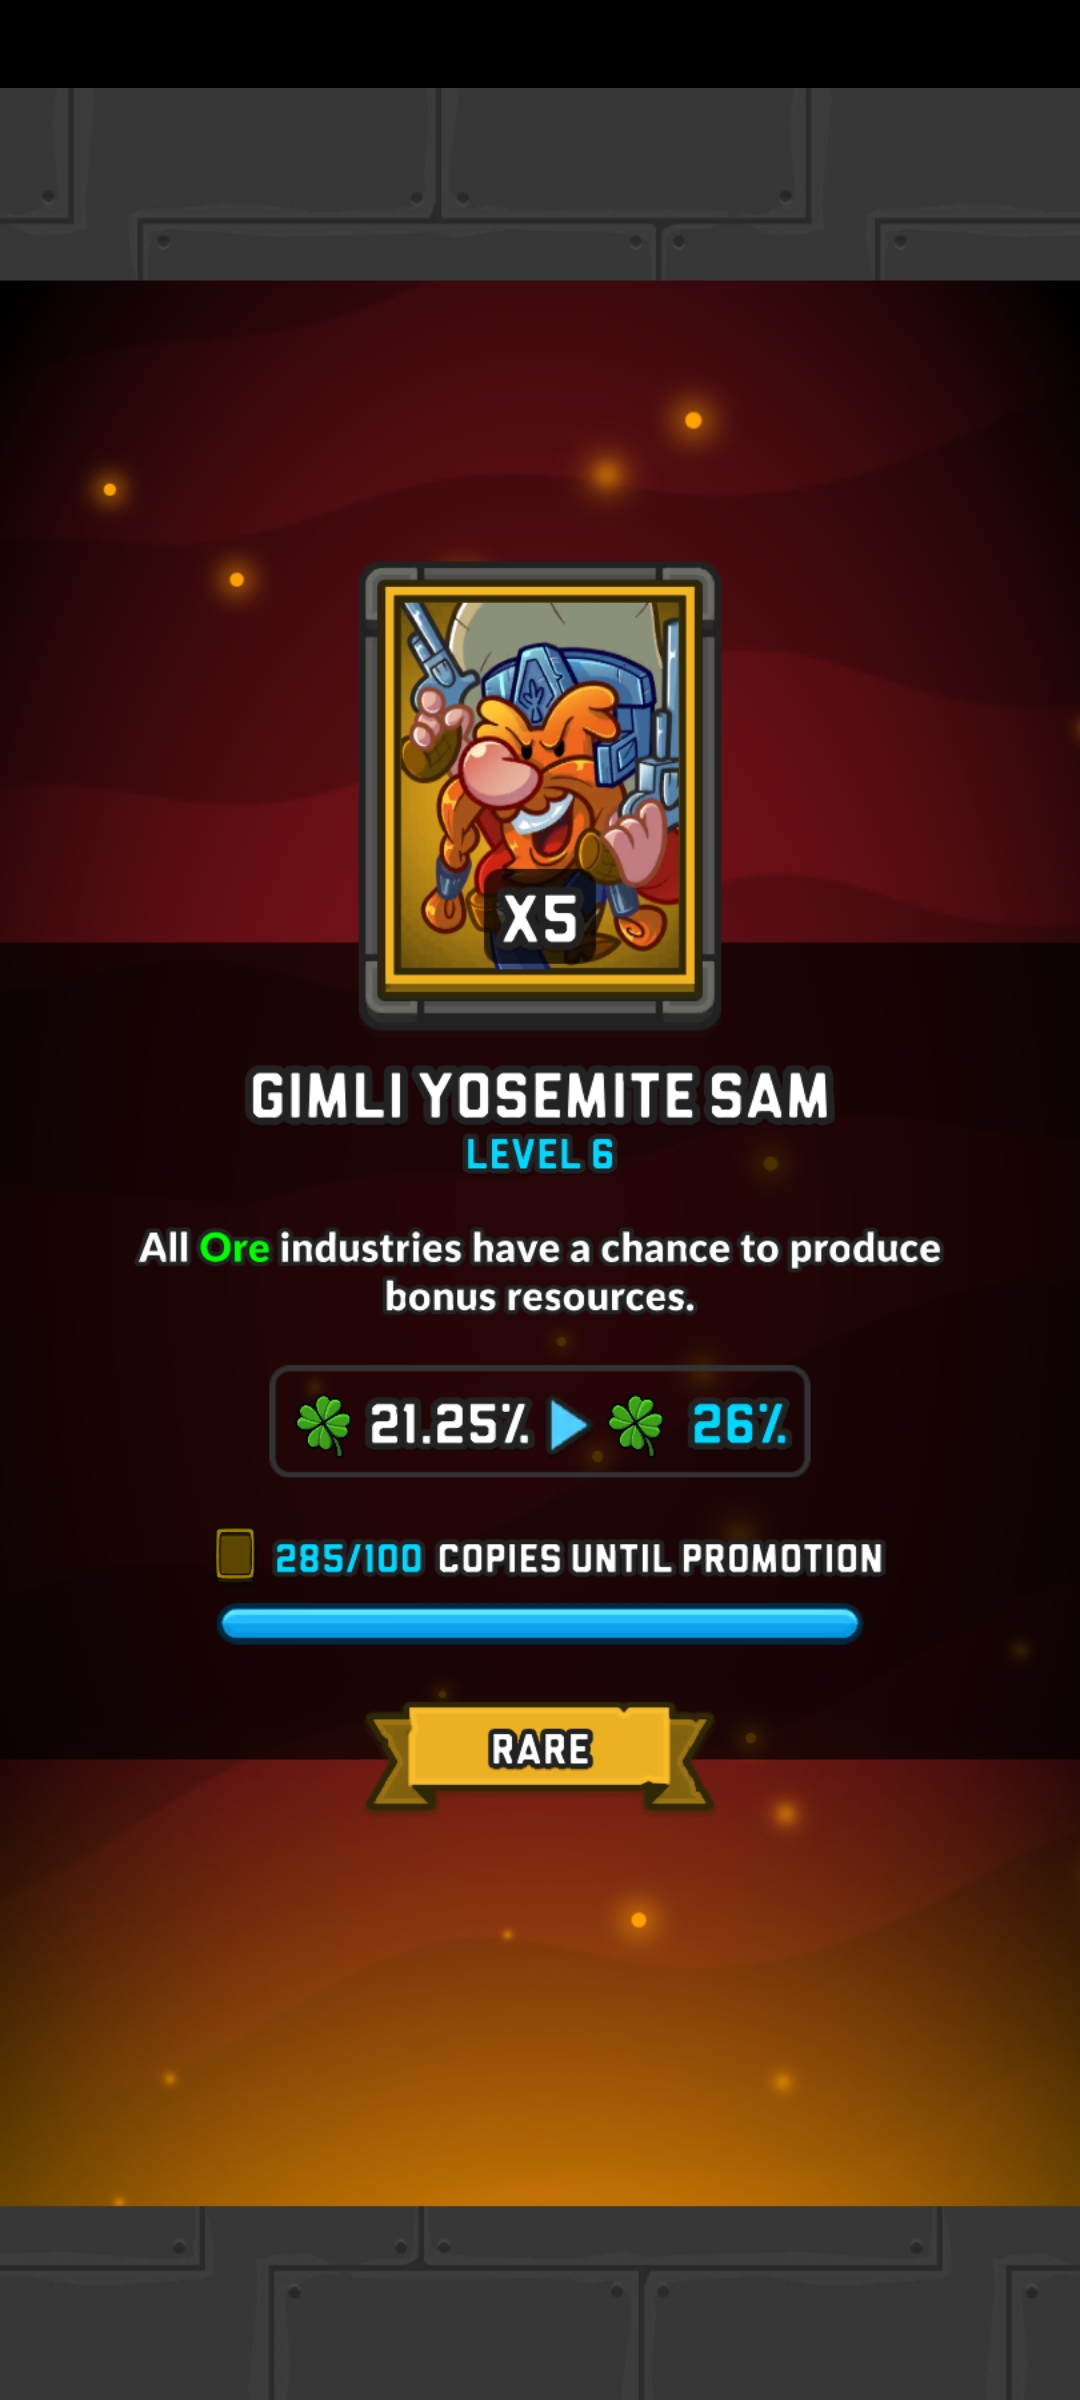 X5
GIMLI YOSEMITE SAM
LEVEL 6
All Ore industries have a chance to produce
bonus resources.
21.25% 26%
285/100 COPIES UNTIL PROMOTION
RARE